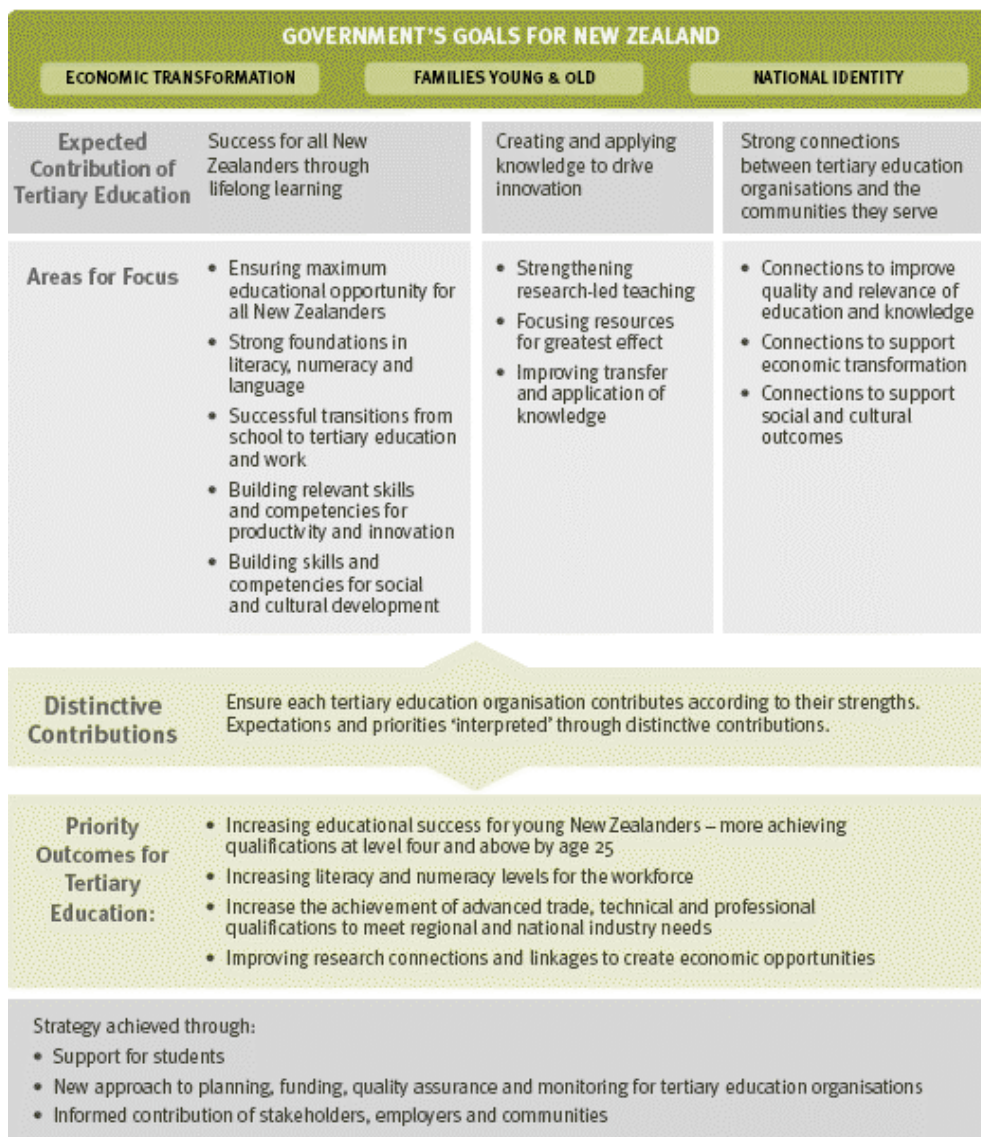 GOVERNMENT'S GOALS FOR NEW ZEALAND
ECONOMIC TRANSFORMATION
FAMILIES YOUNG & OLD
NATIONAL IDENTITY
Expected
Contribution of
Tertiary Education
Success for all New
Zealanders through
lifelong learning
Creating and applying
knowledge to drive
innovation
Strong connections
between tertiary education
organisations and the
communities they serve
Areas for Focus
• Ensuring maximum
educational opportunity for
all New Zealanders
• Strong foundations in
literacy, numeracy and
language
• Successful transitions from
school to tertiary education
and work
• Building relevant skills
and competencies for
productivity and innovation
• Building skills and
competencies for social
and cultural development
• Strengthening
research-led teaching
• Focusing resources
for greatest effect
• Improving transfer
and application of
knowledge
• Connections to improve
quality and relevance of
education and knowledge
• Connections to support
economic transformation
• Connections to support
social and cultural
outcomes
Distinctive
Contributions
Ensure each tertiary education organisation contributes according to their strengths.
Expectations and priorities 'interpreted' through distinctive contributions.
Priority
Outcomes for
Tertiary
Education:
• Increasing educational success for young New Zealanders – more achieving
qualifications at level four and above by age 25
• Increasing literacy and numeracy levels for the workforce
• Increase the achievement of advanced trade, technical and professional
qualifications to meet regional and national industry needs
• Improving research connections and linkages to create economic opportunities
Strategy achieved through:
• Support for students
• New approach to planning, funding, quality assurance and monitoring for tertiary education organisations
• Informed contribution of stakeholders, employers and communities